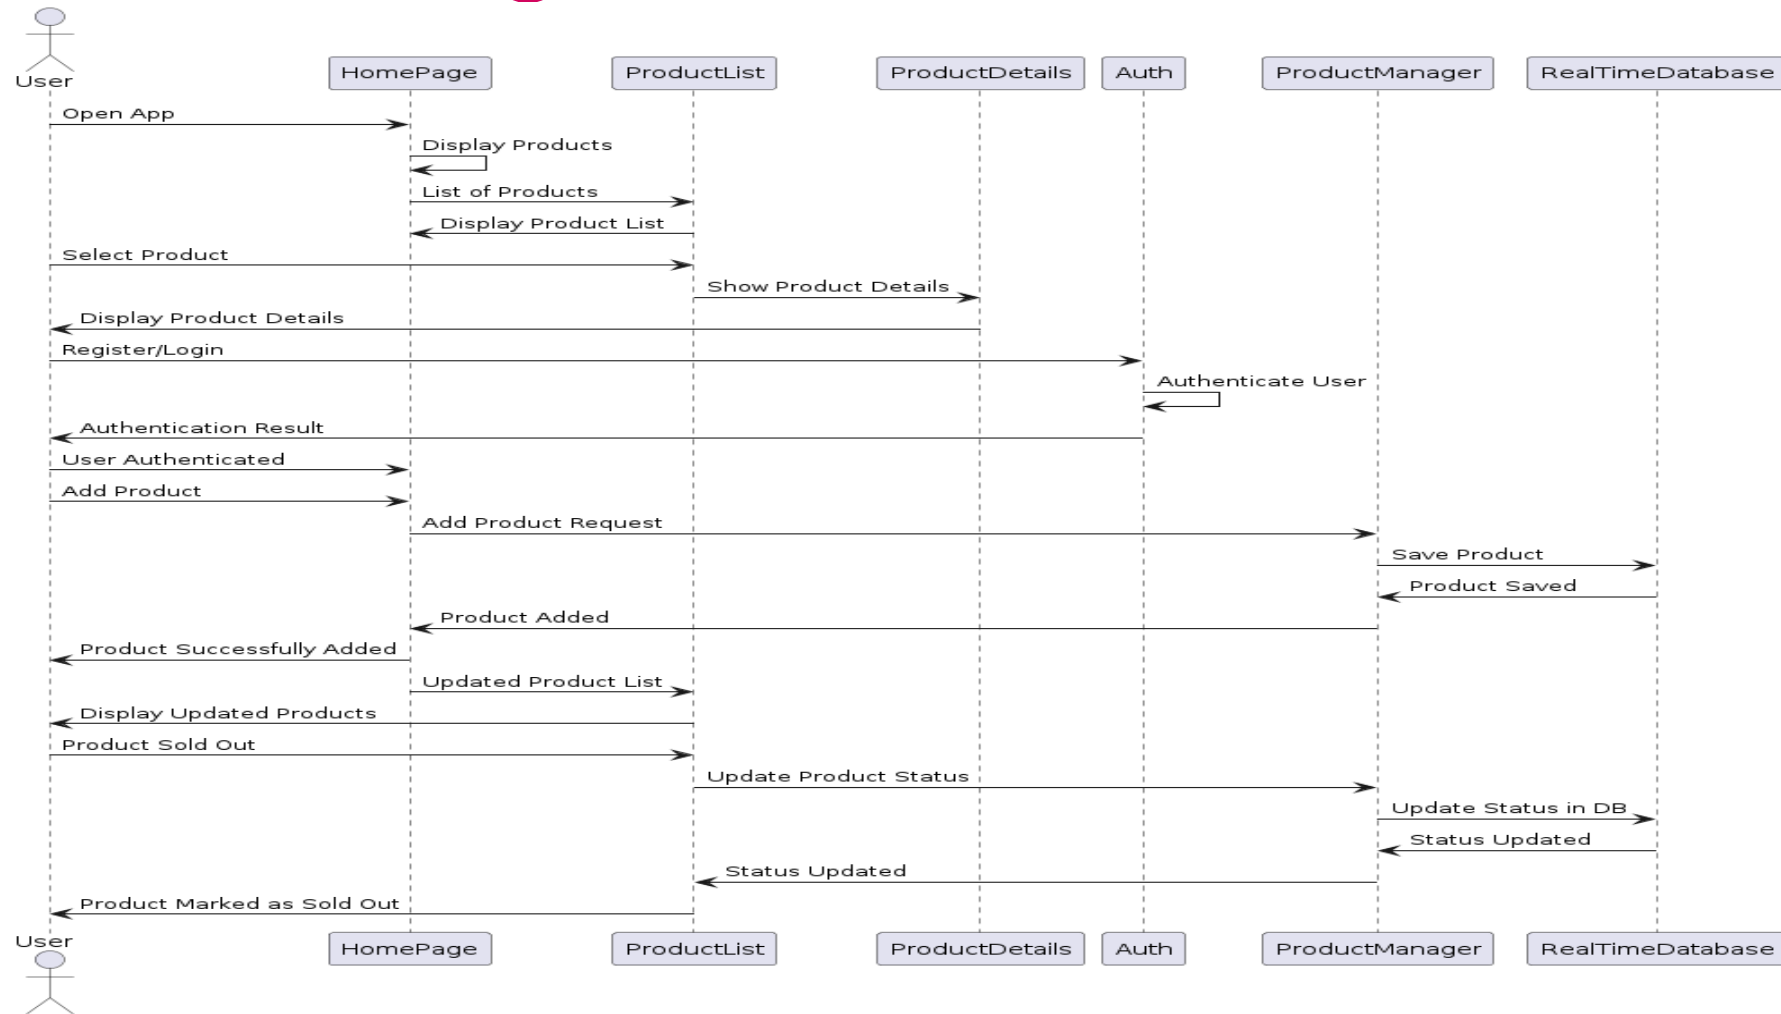 User
HomePage
ProductList
ProductDetails
Auth
ProductManager
RealTimeDatabase
Open App
Display Products
List of Products
Display Product List
Select Product
Show Product Details
Display Product Details
Register/Login
Authenticate User
Authentication Result
User Authenticated
Add Product
Add Product Request
Save Product
Product Saved
Product Added
Product Successfully Added
Updated Product List
Display Updated Products
Product Sold Out
Update Product Status
Update Status in DB
Status Updated
Status Updated
Product Marked as Sold Out
User
HomePage
ProductList
ProductDetails
Auth
ProductManager
RealTimeDatabase